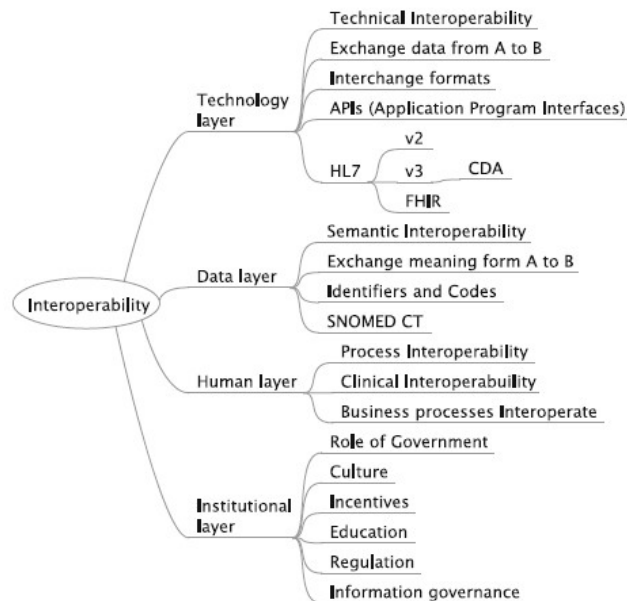 Interoperability
Technology
layer
Technical Interoperability
Exchange data from A to B
Interchange formats
APIs (Application Program Interfaces)
HL7
v2
v3
CDA
FHIR
Data layer
Semantic Interoperability
Exchange meaning form A to B
Identifiers and Codes
SNOMED CT
Human layer
Process Interoperability
Clinical Interoperabuility
Business processes Interoperate
Institutional
layer
Role of Government
Culture
Incentives
Education
Regulation
Information governance